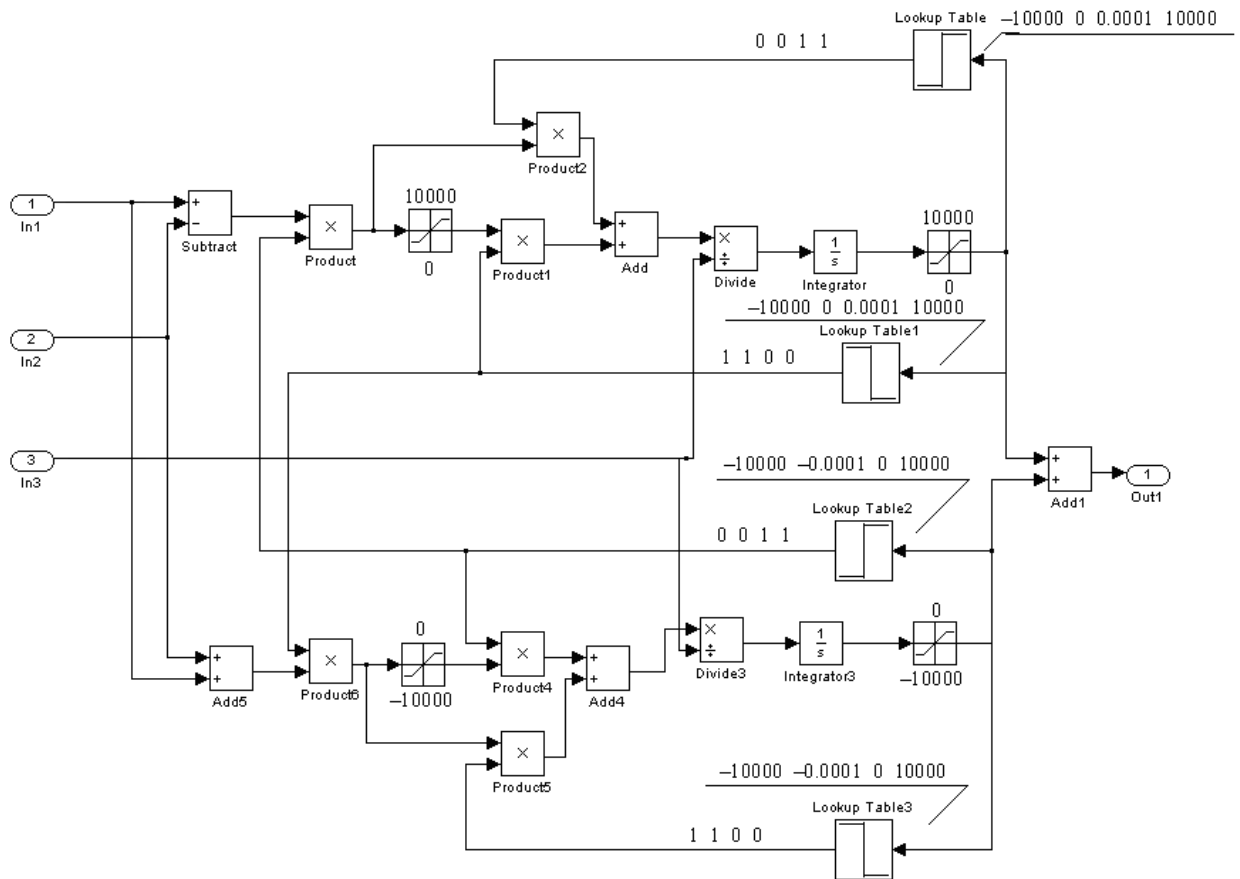 Lookup Table −10000 0 0.0001 10000
0 0 1 1
×
Product2
1
In1
+
−
Subtract
×
Product
10000
0
×
Product1
+
+
Add
×
÷
Divide
1
s
Integrator
10000
0
−10000 0 0.0001 10000
Lookup Table1
1 1 0 0
2
In2
3
In3
−10000 −0.0001 0 10000
Lookup Table2
0 0 1 1
+
+
Add1
1
Out1
+
+
Add5
×
Product6
0
−10000
×
Product4
+
+
Add4
×
÷
Divide3
1
s
Integrator3
0
−10000
×
Product5
−10000 −0.0001 0 10000
Lookup Table3
1 1 0 0